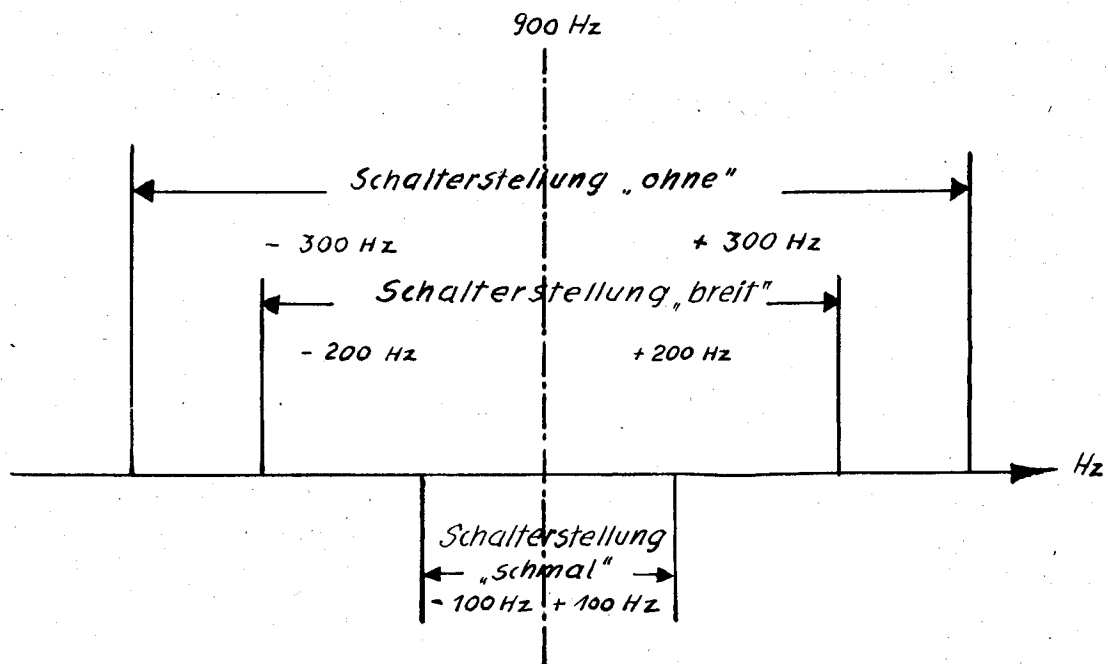 900 Hz
Schalterstellung „ohne"
- 300 Hz + 300 Hz
Schalterstellung „breit"
- 200 Hz + 200 Hz
Hz
Schalterstellung
„schmal"
- 100 Hz + 100 Hz